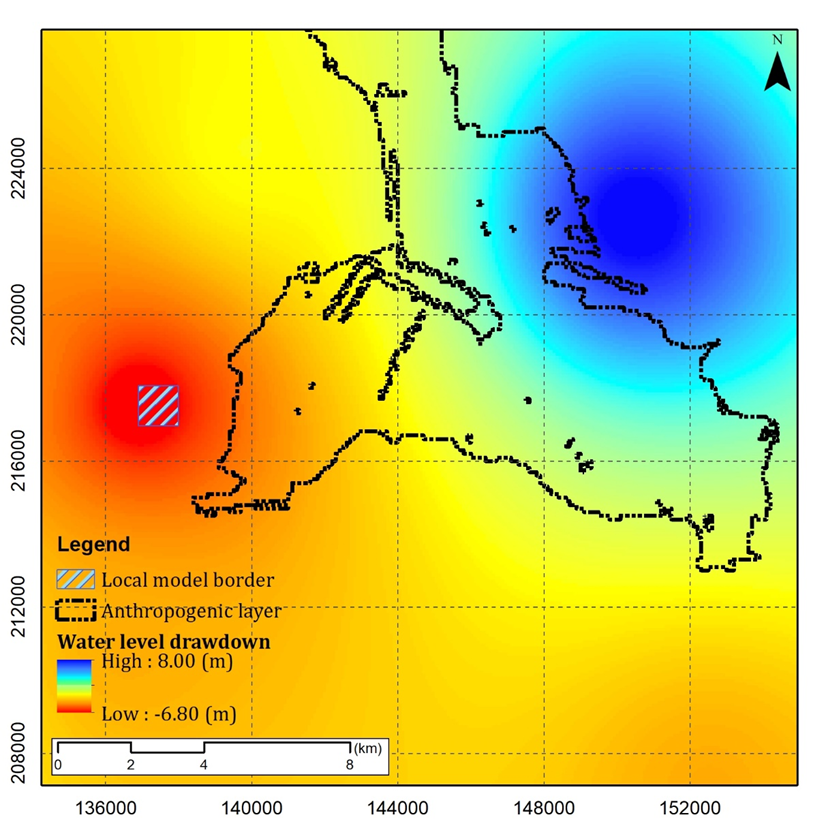 N
224000
220000
216000
212000
208000
Legend
Local model border
Anthropogenic layer
Water level drawdown
High : 8.00 (m)
Low : -6.80 (m)
(km)
0 2 4 8
136000 140000 144000 148000 152000